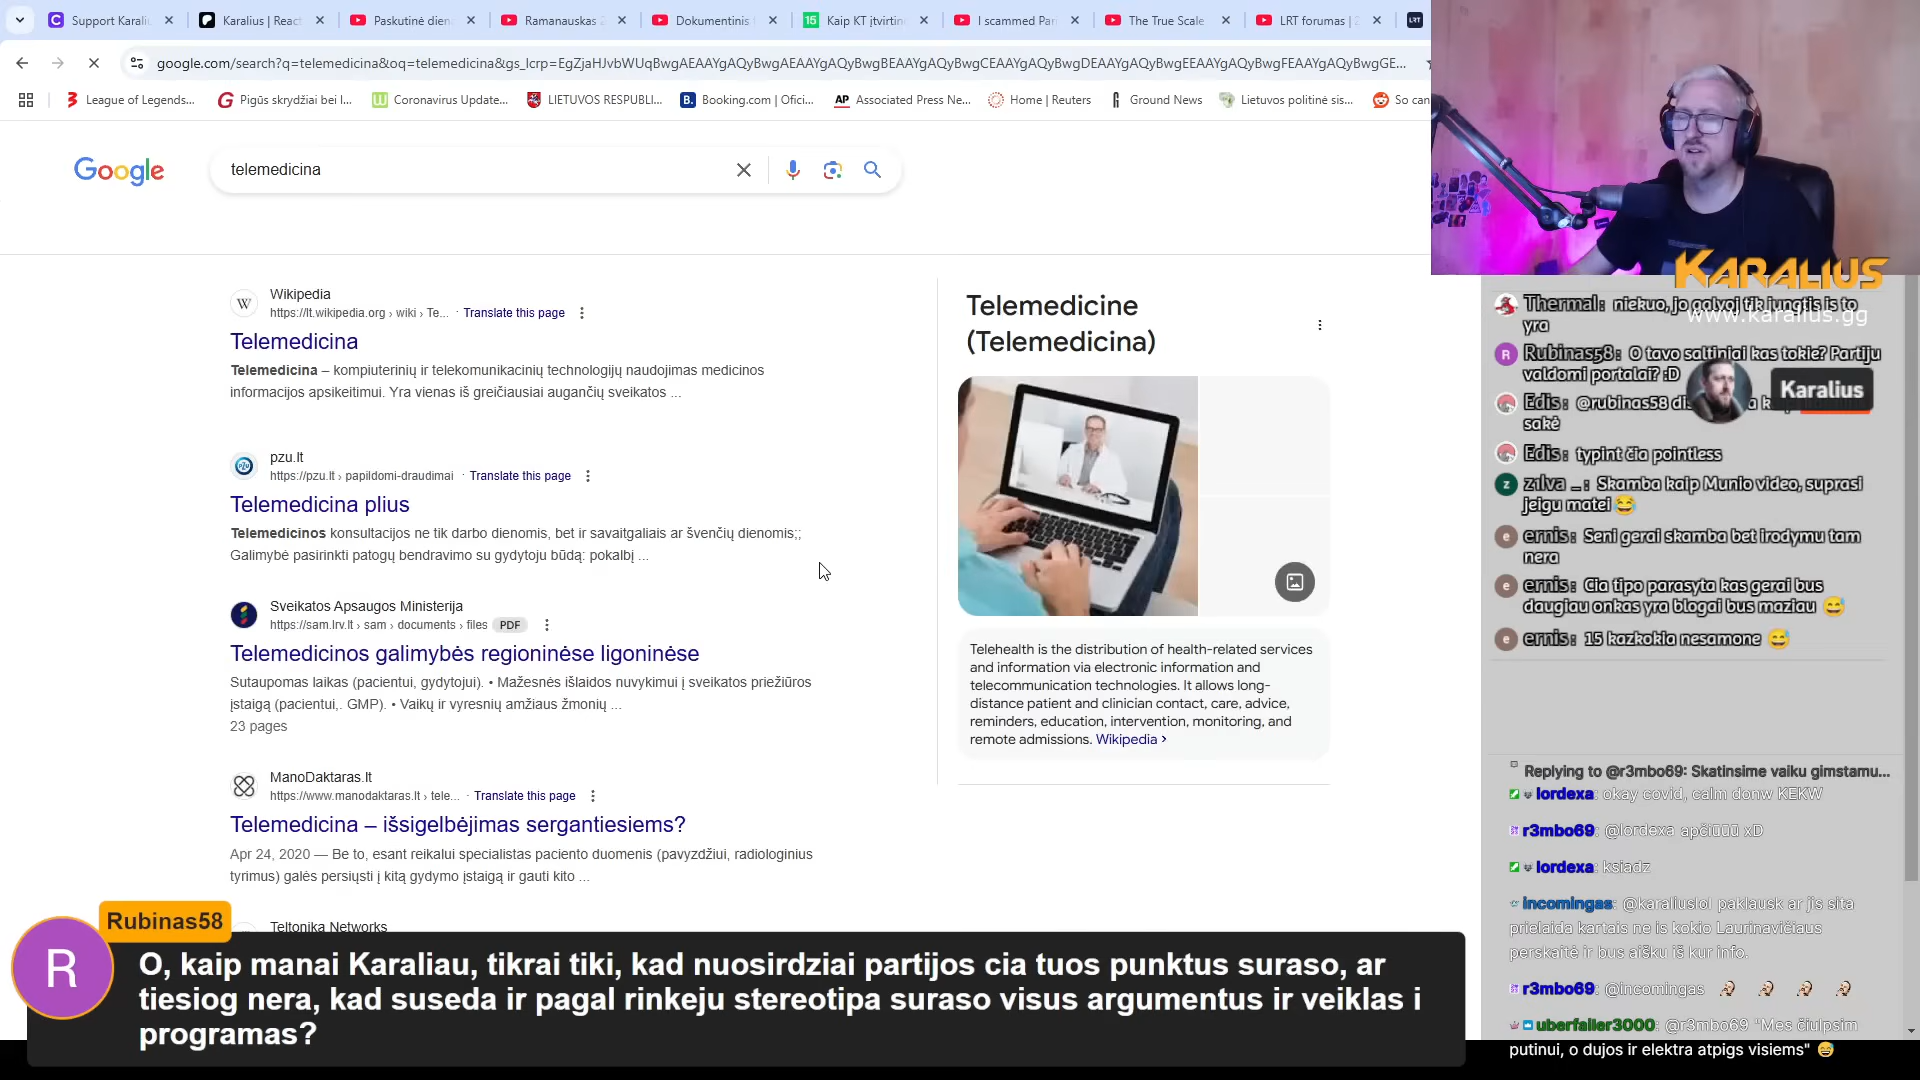 Support Karaliu
Karalius | React
Paskutinė dien
Ramanauskas
Dokumentinis
Kaip KT įtvirtin
I scammed Pari
The True Scale
LRT forumas |
LRT
google.com/search?q=telemedicina&oq=telemedicina&gs_lcrp=EgZjaHJvbWUqBwgAEAAYgAQyBwgAEAAYgAQyBwgBEAAYgAQyBwgCEAAYgAQyBwgDEAAYgAQyBwgEEAAYgAQyBwgFEAAYgAQyBwgGE...
League of Legends...
Pigūs skrydžiai bei l...
Coronavirus Update...
LIETUVOS RESPUBLI...
Booking.com | Ofici...
Associated Press Ne...
Home | Reuters
Ground News
Lietuvos politinė sis...
So can
Google
telemedicina
Wikipedia
https://lt.wikipedia.org › wiki › Te... · Translate this page
Telemedicina
Telemedicina – kompiuterinių ir telekomunikacinių technologijų naudojimas medicinos
informacijos apsikeitimui. Yra vienas iš greičiausiai augančių sveikatos ...
pzu.lt
https://pzu.lt › papildomi-draudimai · Translate this page
Telemedicina plius
Telemedicinos konsultacijos ne tik darbo dienomis, bet ir savaitgaliais ar švenčių dienomis;;
Galimybė pasirinkti patogų bendravimo su gydytoju būdą: pokalbį ...
Sveikatos Apsaugos Ministerija
https://sam.lrv.lt › sam › documents › files PDF
Telemedicinos galimybės regioninėse ligoninėse
Sutaupomas laikas (pacientui, gydytojui). • Mažesnės išlaidos nuvykimui į sveikatos priežiūros
įstaigą (pacientui,. GMP). • Vaikų ir vyresnių amžiaus žmonių ...
23 pages
ManoDaktaras.lt
https://www.manodaktaras.lt › tele... · Translate this page
Telemedicina – išsigelbėjimas sergantiesiems?
Apr 24, 2020 — Be to, esant reikalui specialistas paciento duomenis (pavyzdžiui, radiologinius
tyrimus) galės persiųsti į kitą gydymo įstaigą ir gauti kito ...
Teltonika Networks
Telemedicine
(Telemedicina)
Telehealth is the distribution of health-related services
and information via electronic information and
telecommunication technologies. It allows long-
distance patient and clinician contact, care, advice,
reminders, education, intervention, monitoring, and
remote admissions. Wikipedia ›
KARALIUS
www.karalius.gg
Thermal: niekuo, jo galvoj tik jungtis is to
yra
Rubinas58: O tavo saltiniai kas tokie? Partiju
valdomi portalai? :D
Karalius
Edis: @rubinas58
sakė
Edis: typint čia pointless
zilva _: Skamba kaip Munlo video, suprasi
jeigu matei 😂
ernis: Seni gerai skamba bet irodymu tam
nera
ernis: Cia tipo parasyta kas gerai bus
daugiau onkas yra blogai bus maziau 😅
ernis: 15 kazkokia nesamone 😅
Replying to @r3mbo69: Skatinsime vaiku gimstamu...
lordexa: okay covid, calm donw KEKW
r3mbo69: @lordexa apčiūūū xD
lordexa: ksiadz
incomingas: @karaliuslol paklausk ar jis sita
prielaida kartais ne is kokio Laurinavičiaus
perskaitė ir bus aišku iš kur info.
r3mbo69: @incomingas
uberfailer3000: @r3mbo69 "Mes čiulpsim
putinui, o dujos ir elektra atpigs visiems" 😅
Rubinas58
R
O, kaip manai Karaliau, tikrai tiki, kad nuosirdziai partijos cia tuos punktus suraso, ar
tiesiog nera, kad suseda ir pagal rinkeju stereotipa suraso visus argumentus ir veiklas i
programas?